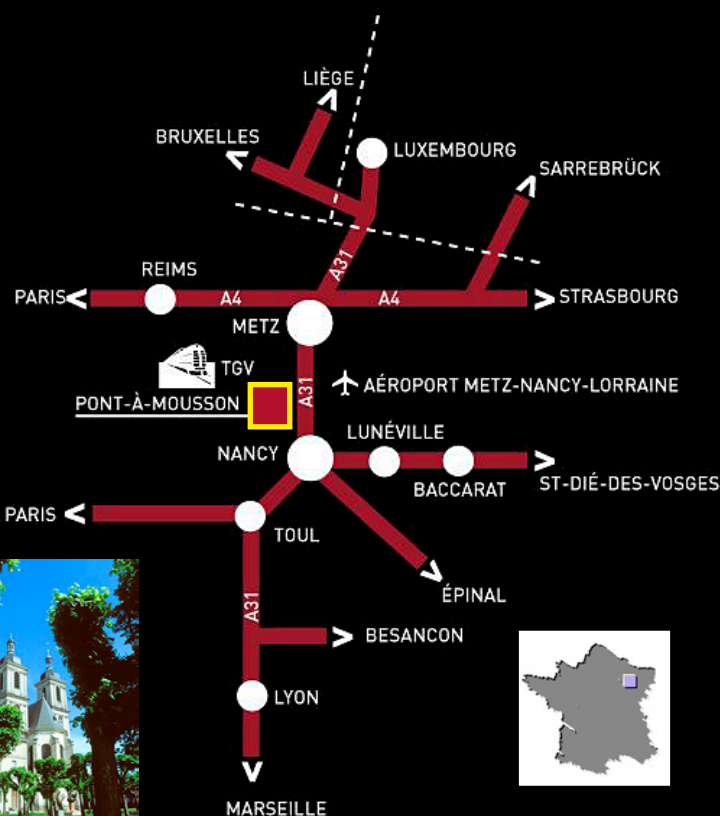 LIÈGE
BRUXELLES
LUXEMBOURG
SARREBRÜCK
A31
REIMS
PARIS
A4
A4
STRASBOURG
METZ
TGV
A31
AÉROPORT METZ-NANCY-LORRAINE
PONT-À-MOUSSON
LUNÉVILLE
NANCY
BACCARAT
ST-DIÉ-DES-VOSGES
PARIS
TOUL
ÉPINAL
A31
BESANCON
LYON
MARSEILLE